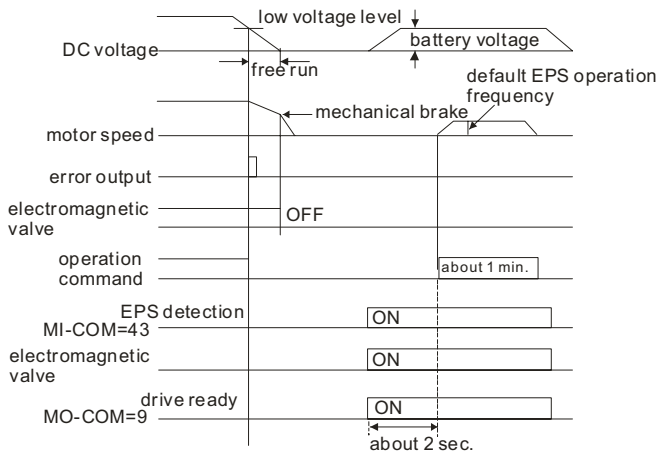 low voltage level
DC voltage
battery voltage
free run
default EPS operation
frequency
mechanical brake
motor speed
error output
electromagnetic
valve
OFF
operation
command
about 1 min.
EPS detection
MI-COM=43
ON
electromagnetic
valve
ON
drive ready
MO-COM=9
ON
about 2 sec.